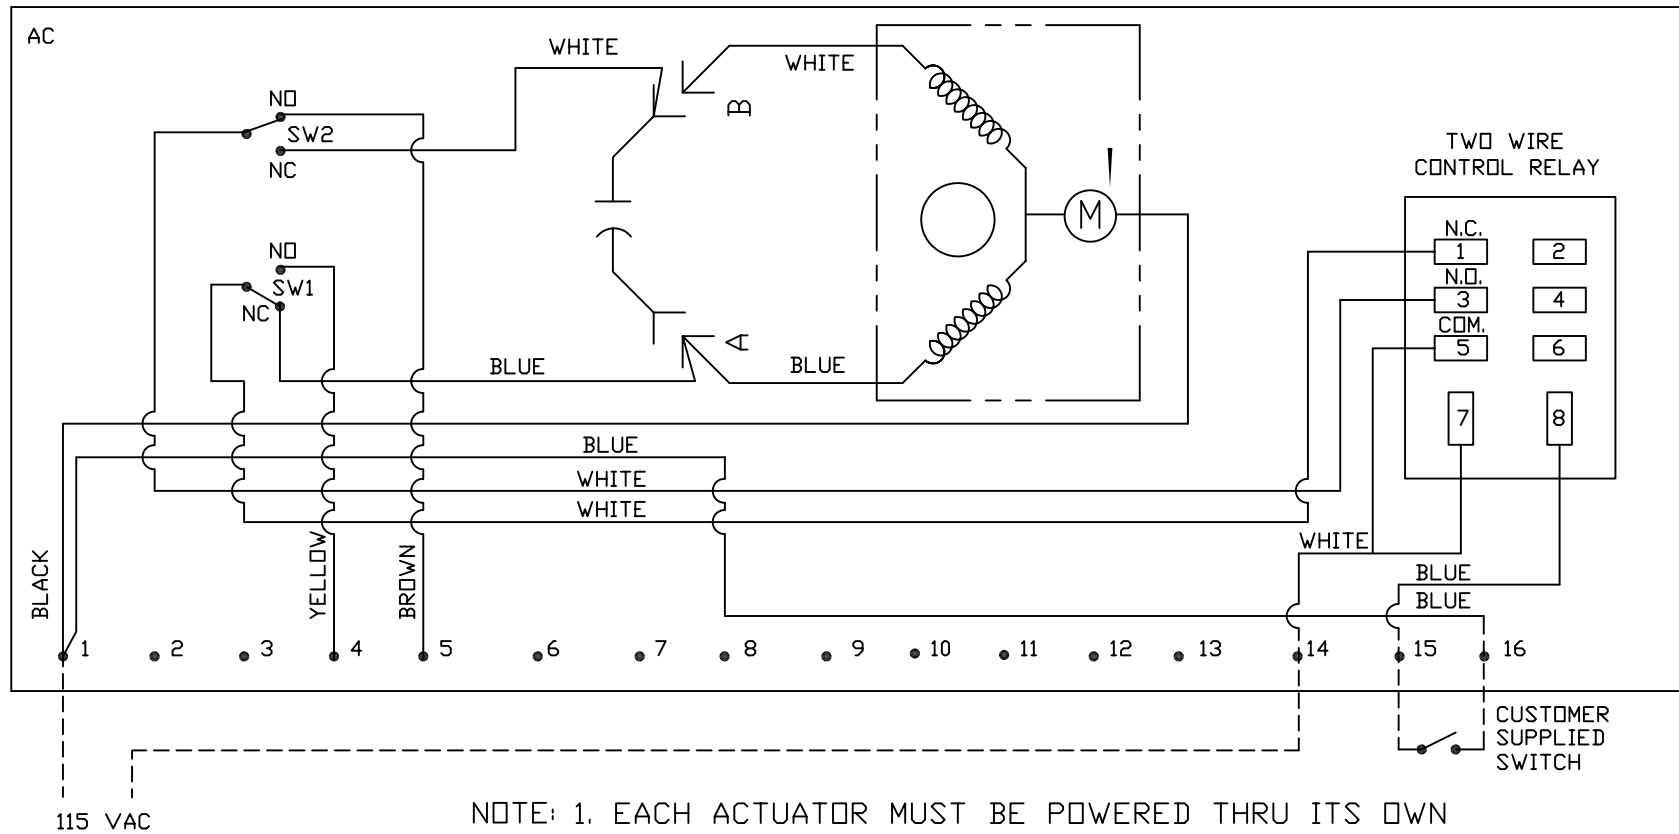 AC
WHITE
WHITE
B
NO
SW2
NC
TWO WIRE
CONTROL RELAY
M
N.C.
1
2
N.O.
3
4
COM.
5
6
7
8
NO
SW1
NC
A
BLUE
BLUE
BLUE
WHITE
WHITE
WHITE
BLUE
BLUE
BLACK
YELLOW
BROWN
1
2
3
4
5
6
7
8
9
10
11
12
13
14
15
16
CUSTOMER
SUPPLIED
SWITCH
115 VAC
NOTE: 1. EACH ACTUATOR MUST BE POWERED THRU ITS OWN